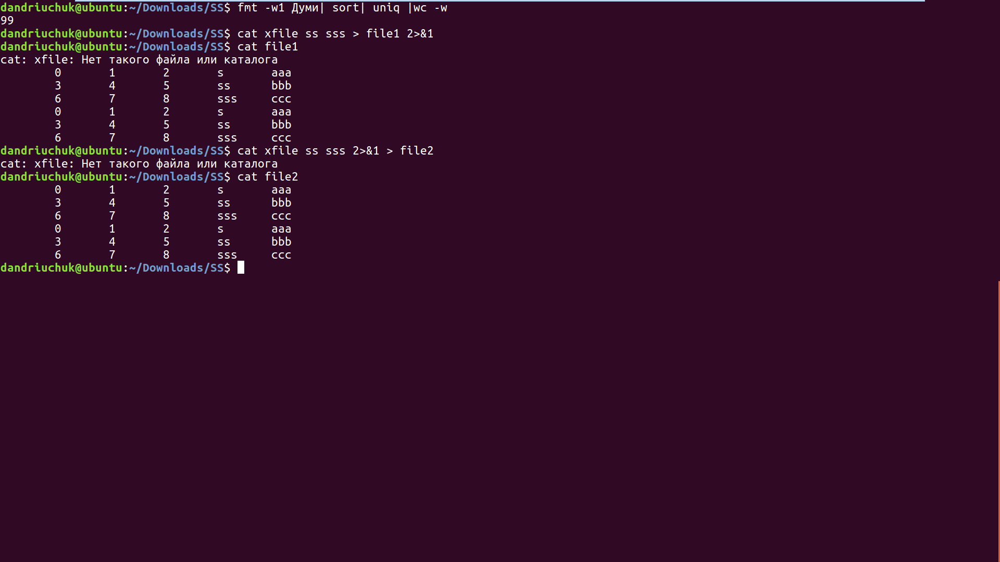 dandriuchuk@ubuntu:~/Downloads/SS$ fmt -w1 Думи| sort| uniq |wc -w
99
dandriuchuk@ubuntu:~/Downloads/SS$ cat xfile ss sss > file1 2>&1
dandriuchuk@ubuntu:~/Downloads/SS$ cat file1
cat: xfile: Нет такого файла или каталога
        0       1       2       s       aaa
        3       4       5       ss      bbb
        6       7       8       sss     ccc
        0       1       2       s       aaa
        3       4       5       ss      bbb
        6       7       8       sss     ccc
dandriuchuk@ubuntu:~/Downloads/SS$ cat xfile ss sss 2>&1 > file2
cat: xfile: Нет такого файла или каталога
dandriuchuk@ubuntu:~/Downloads/SS$ cat file2
        0       1       2       s       aaa
        3       4       5       ss      bbb
        6       7       8       sss     ccc
        0       1       2       s       aaa
        3       4       5       ss      bbb
        6       7       8       sss     ccc
dandriuchuk@ubuntu:~/Downloads/SS$